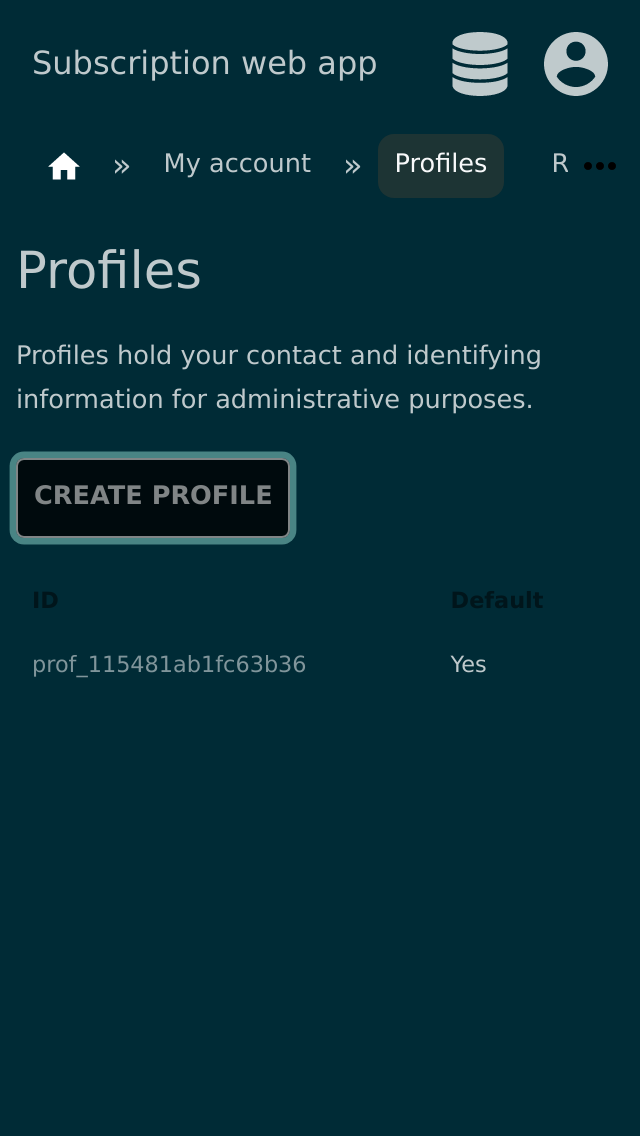 Subscription web app
» My account » Profiles R •••
Profiles
Profiles hold your contact and identifying
information for administrative purposes.
CREATE PROFILE
ID Default
prof_115481ab1fc63b36 Yes